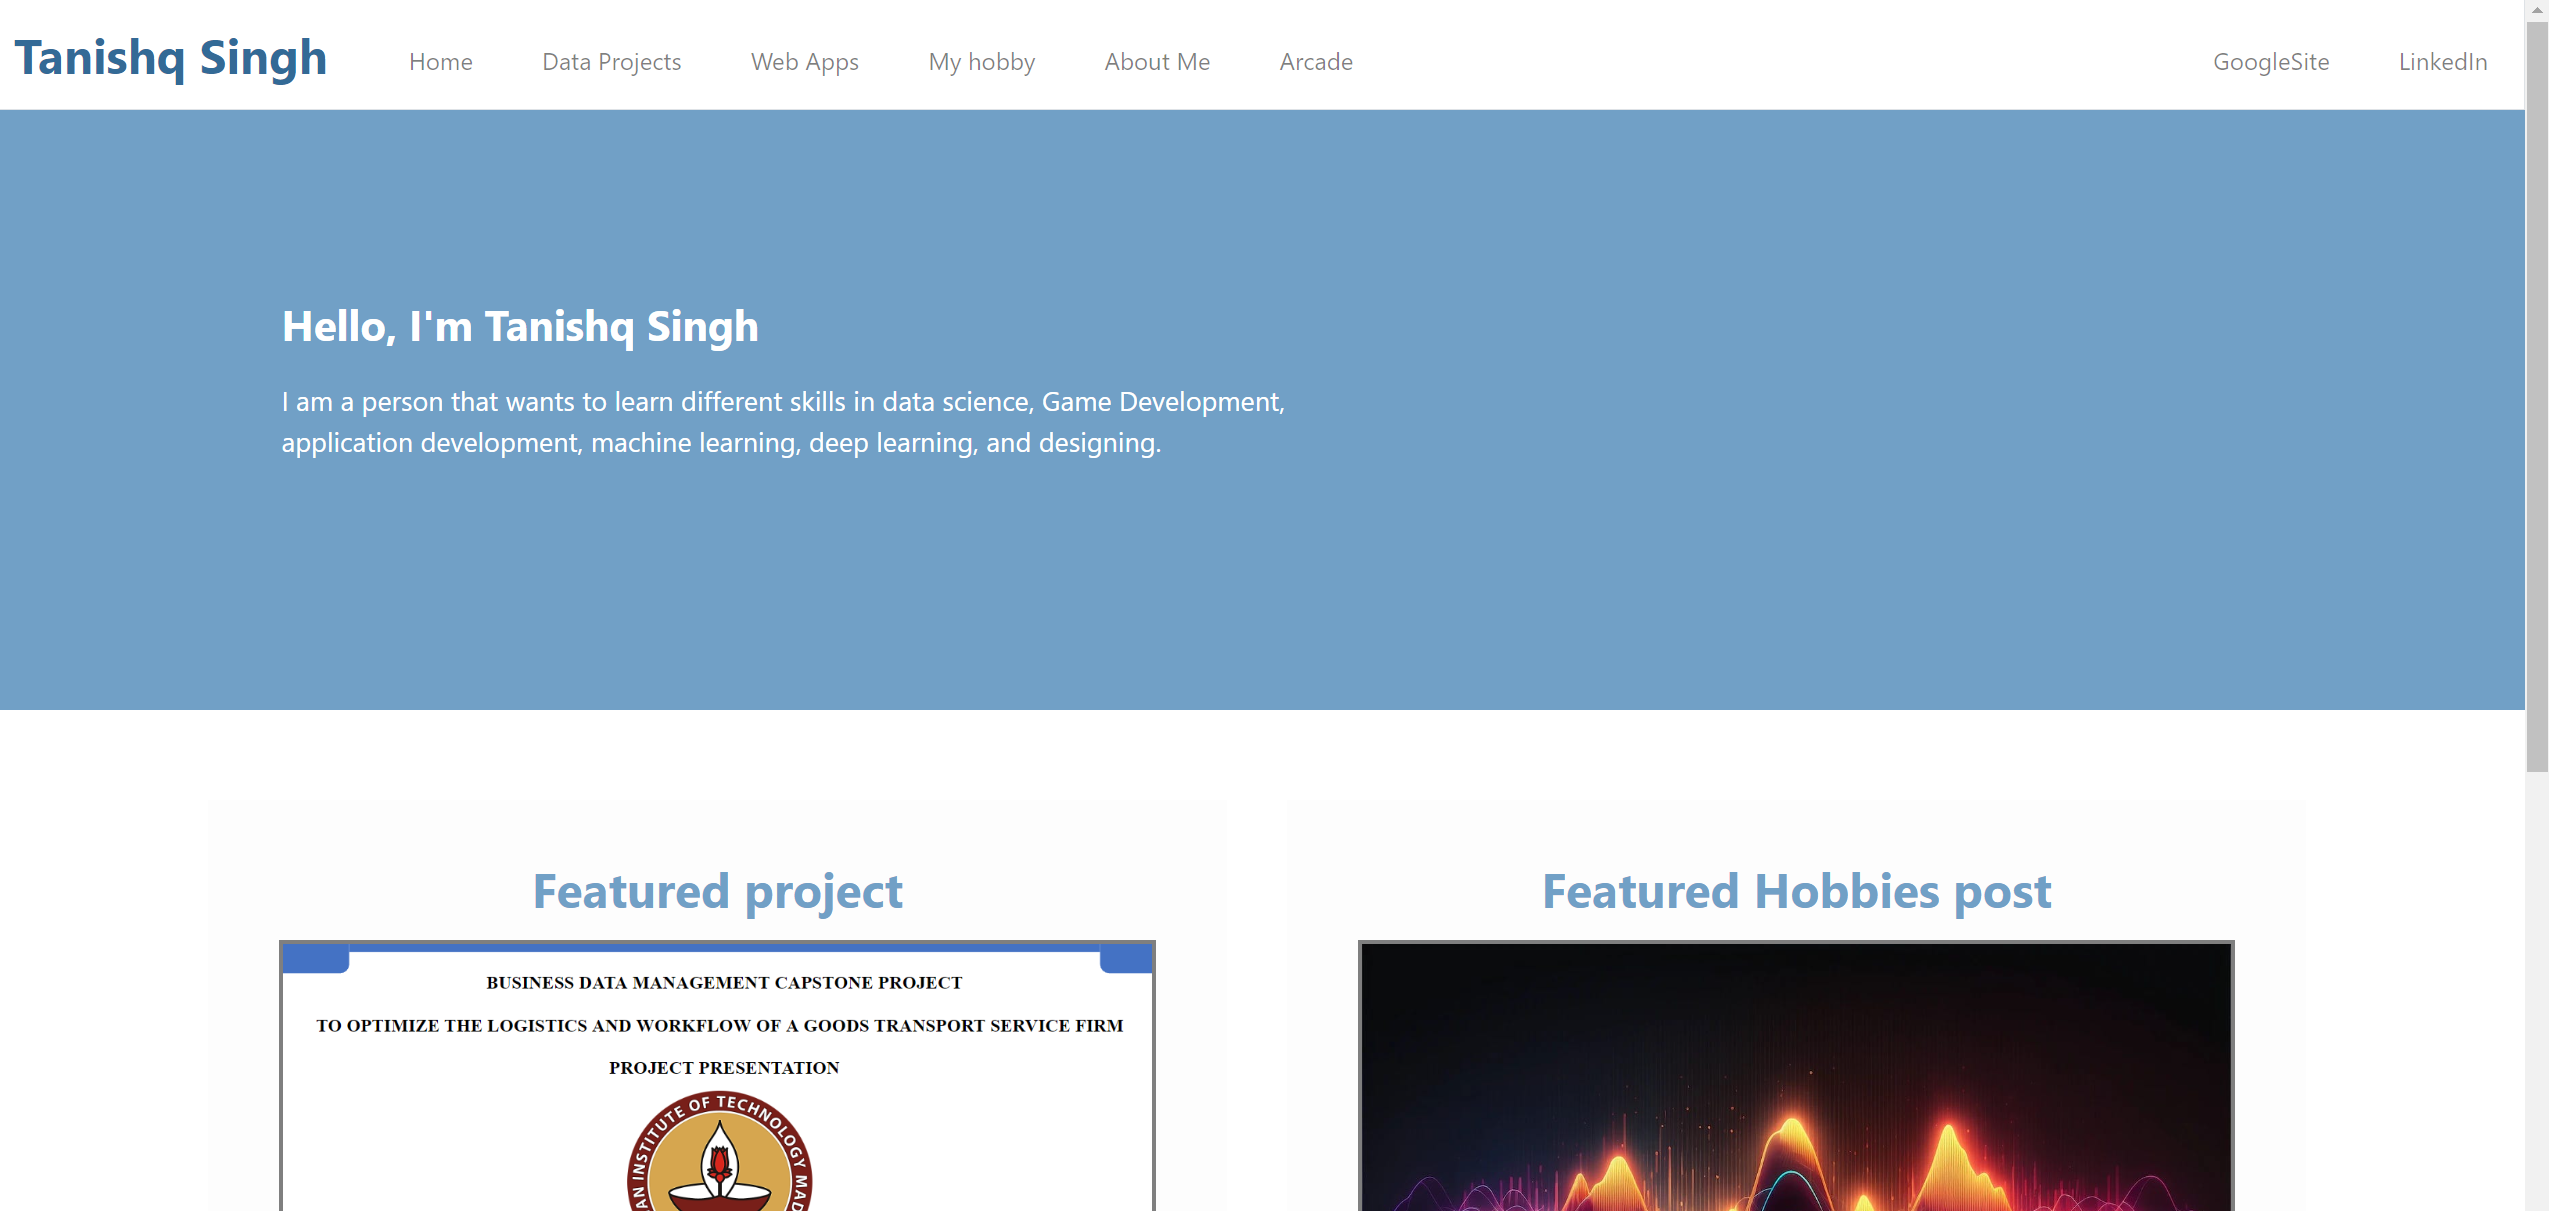 Tanishq Singh
Home
Data Projects
Web Apps
My hobby
About Me
Arcade
GoogleSite
LinkedIn
Hello, I'm Tanishq Singh
I am a person that wants to learn different skills in data science, Game Development,
application development, machine learning, deep learning, and designing.
Featured project
BUSINESS DATA MANAGEMENT CAPSTONE PROJECT
TO OPTIMIZE THE LOGISTICS AND WORKFLOW OF A GOODS TRANSPORT SERVICE FIRM
PROJECT PRESENTATION
INSTITUTE OF TECHNOLOGY
Featured Hobbies post